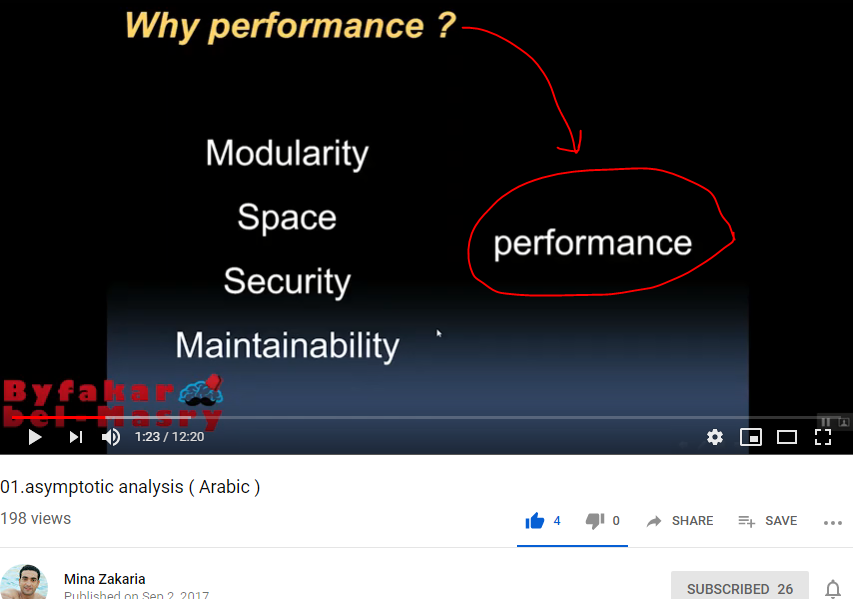 Why performance ?
Modularity
Space
Security
Maintainability
performance
Byfakar
bel-Masry
1:23 / 12:20
01.asymptotic analysis ( Arabic )
198 views
4
0
SHARE
SAVE
Mina Zakaria
Published on Sep 2, 2017
SUBSCRIBED 26